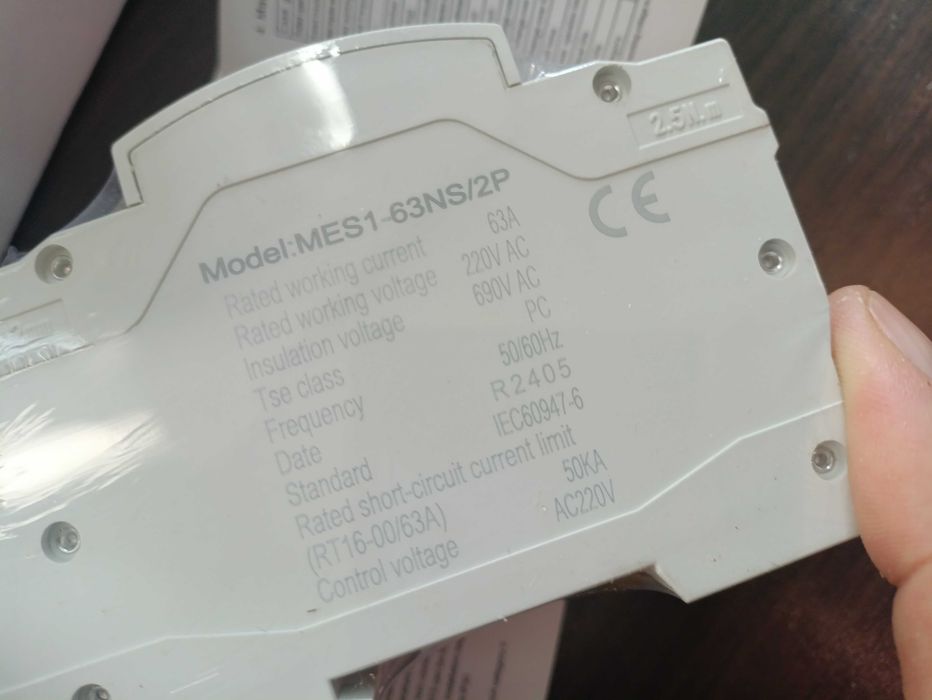 2.5N.m
CE
Model:MES1-63NS/2P
Rated working current 63A
Rated working voltage 220V AC
Insulation voltage 690V AC
Tse class PC
Frequency 50/60Hz
Date R2405
Standard IEC60947-6
Rated short-circuit current limit
(RT16-00/63A) 50KA
Control voltage AC220V